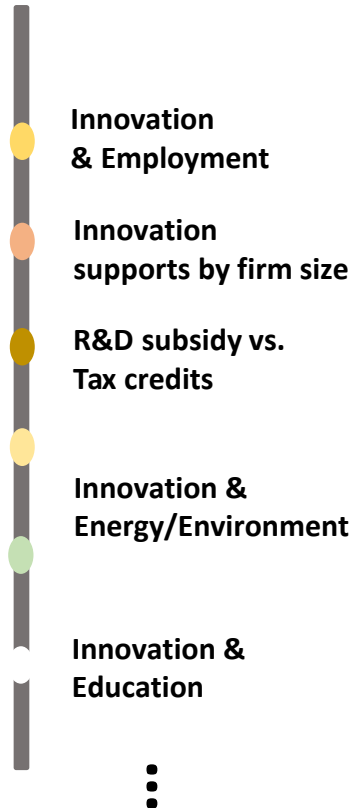 Innovation
& Employment
Innovation
supports by firm size
R&D subsidy vs.
Tax credits
Innovation &
Energy/Environment
Innovation &
Education